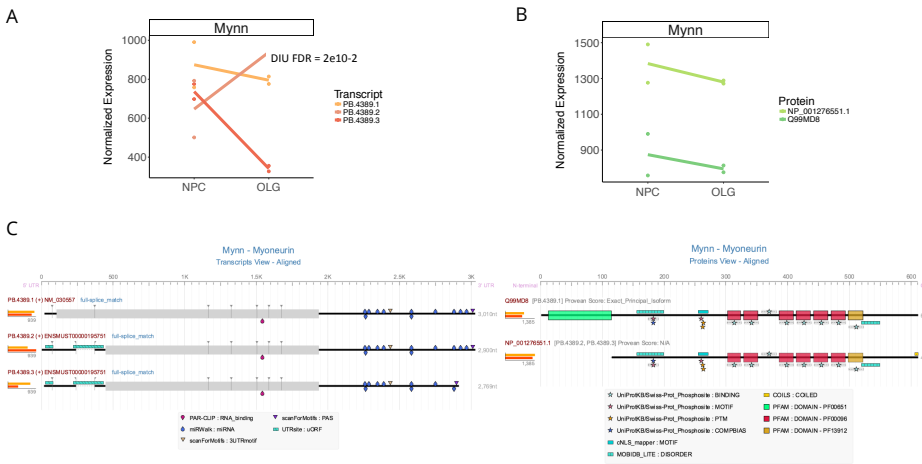 A
Mynn
Normalized Expression
1000
800
600
400
NPC
OLG
DIU FDR = 2e10-2
Transcript
PB.4389.1
PB.4389.2
PB.4389.3
B
Mynn
Normalized Expression
1500
1300
1100
900
NPC
OLG
Protein
NP_001276551.1
Q99MD8
C
Mynn - Myoneurin
Transcripts View - Aligned
0 500 1K 1.5K 2K 2.5K 3K
5' UTR 3' UTR
PB.4389.1 (+) NM_030557 full-splice_match
PB.4389.2 (+) ENSMUST00000195751 full-splice_match
PB.4389.3 (+) ENSMUST00000195751 full-splice_match
PAR-CLIP : RNA_binding
miRWalk : miRNA
scanForMotifs : 3UTRmotif
scanForMotifs : PAS
UTRsite : uORF
Mynn - Myoneurin
Proteins View - Aligned
0 100 200 300 400 500 600
N-terminal
Q99MD8 [PB.4389.1] Provean Score: Exact_Principal_Isoform
NP_001276551.1 [PB.4389.2, PB.4389.3] Provean Score: N/A
UniProtKB/Swiss-Prot_Phosphosite : BINDING
UniProtKB/Swiss-Prot_Phosphosite : MOTIF
UniProtKB/Swiss-Prot_Phosphosite : PTM
UniProtKB/Swiss-Prot_Phosphosite : COMPBIAS
cNLS_mapper : MOTIF
MOBIDB_LITE : DISORDER
COILS : COILED
PFAM : DOMAIN - PF00651
PFAM : DOMAIN - PF00096
PFAM : DOMAIN - PF13912